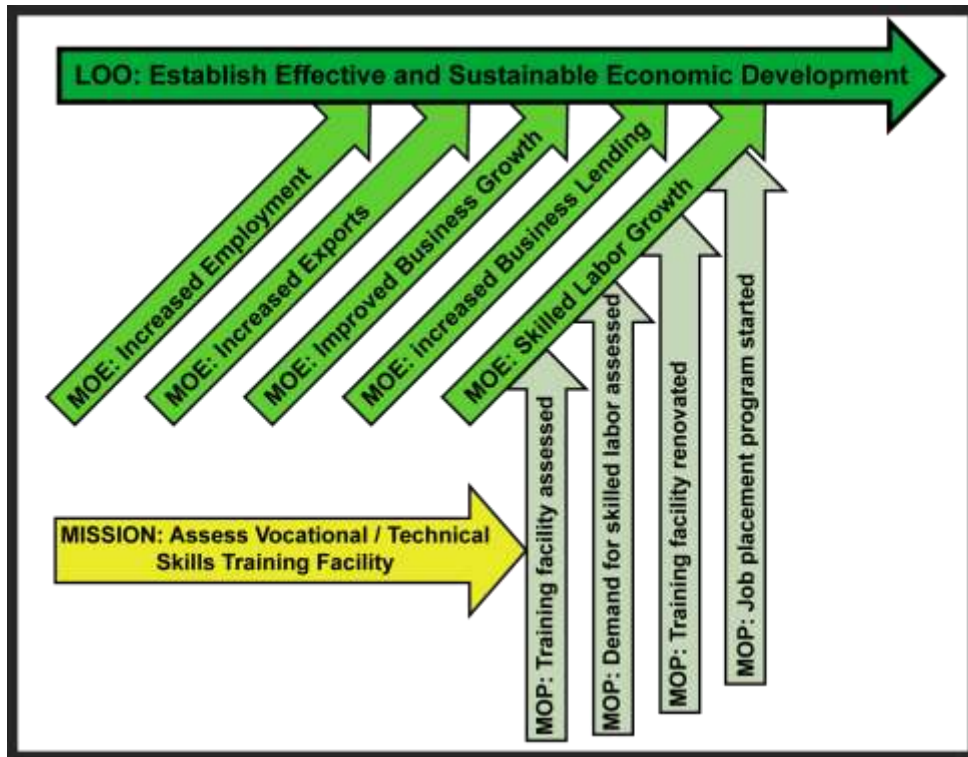 LOO: Establish Effective and Sustainable Economic Development
MOE: Increased Employment
MOE: Increased Exports
MOE: Improved Business Growth
MOE: increased Business Lending
MOE: Skilled Labor Growth
MISSION: Assess Vocational / Technical
Skills Training Facility
MOP: Training facility assessed
MOP: Demand for skilled labor assessed
MOP: Training facility renovated
MOP: Job placement program started